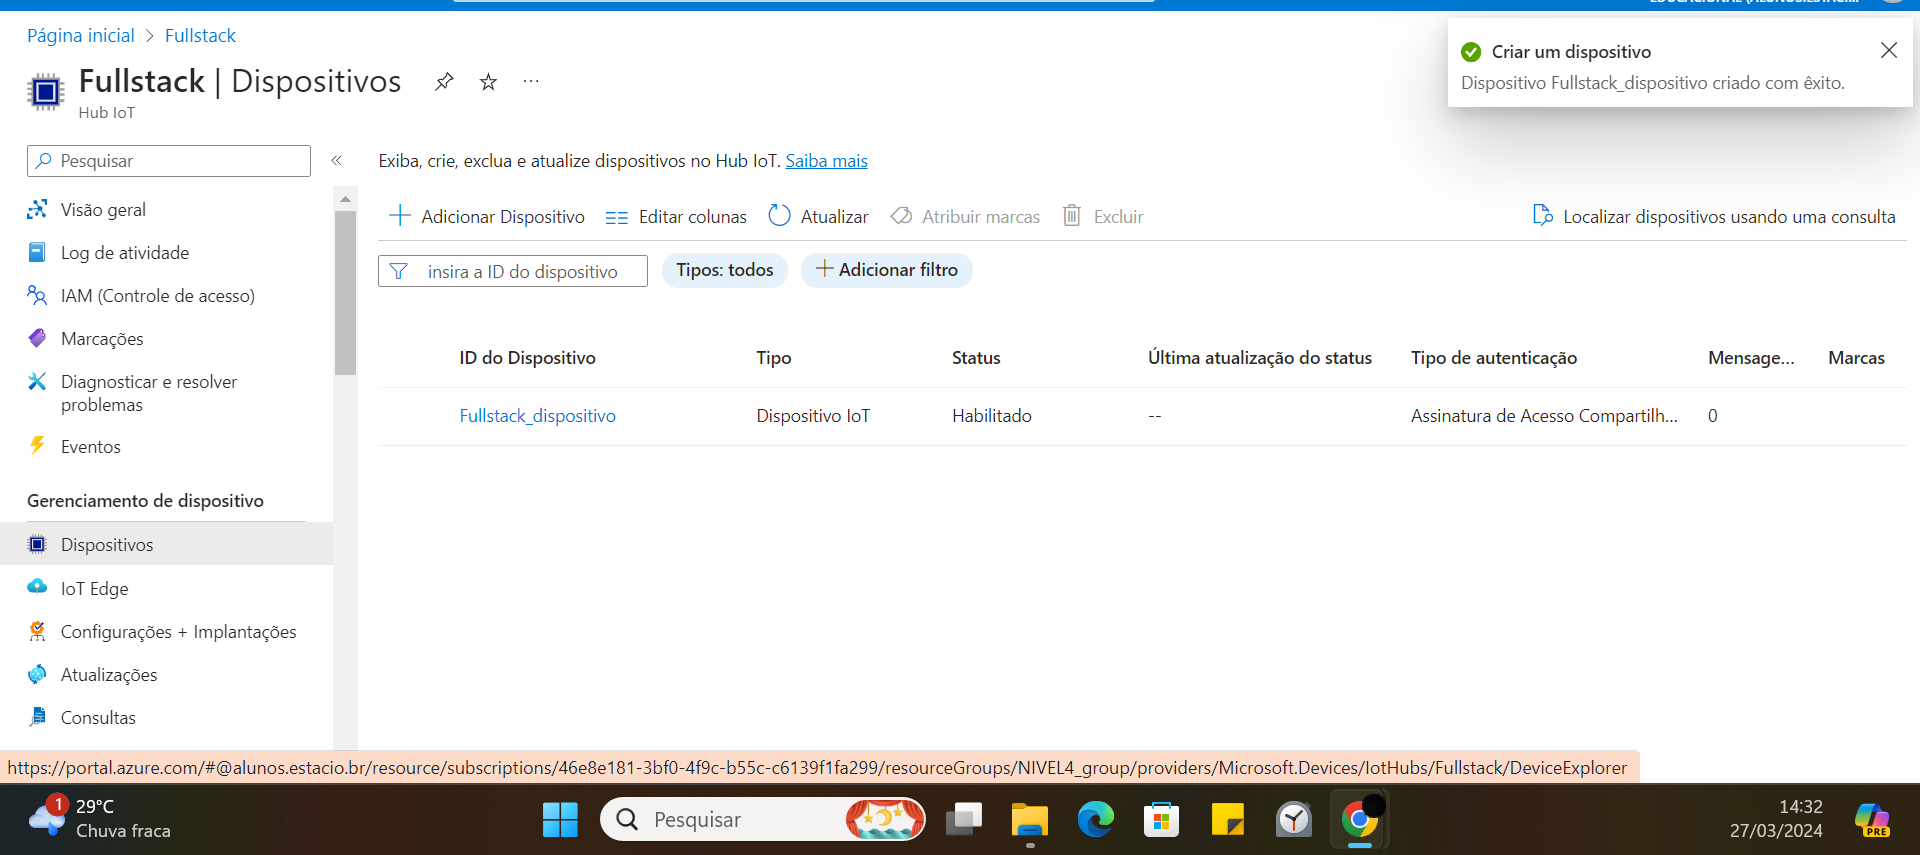 Página inicial > Fullstack
Fullstack | Dispositivos
Hub IoT
Criar um dispositivo
Dispositivo Fullstack_dispositivo criado com êxito.
Pesquisar
Visão geral
Log de atividade
IAM (Controle de acesso)
Marcações
Diagnosticar e resolver
problemas
Eventos
Gerenciamento de dispositivo
Dispositivos
IoT Edge
Configurações + Implantações
Atualizações
Consultas
Exiba, crie, exclua e atualize dispositivos no Hub IoT. Saiba mais
Adicionar Dispositivo Editar colunas Atualizar Atribuir marcas Excluir Localizar dispositivos usando uma consulta
insira a ID do dispositivo Tipos: todos Adicionar filtro
ID do Dispositivo Tipo Status Última atualização do status Tipo de autenticação Mensage... Marcas
Fullstack_dispositivo Dispositivo IoT Habilitado -- Assinatura de Acesso Compartilh... 0
https://portal.azure.com/#@alunos.estacio.br/resource/subscriptions/46e8e181-3bf0-4f9c-b55c-c6139f1fa299/resourceGroups/NIVEL4_group/providers/Microsoft.Devices/IotHubs/Fullstack/DeviceExplorer
1
29°C
Chuva fraca
Pesquisar
14:32
27/03/2024
PRE